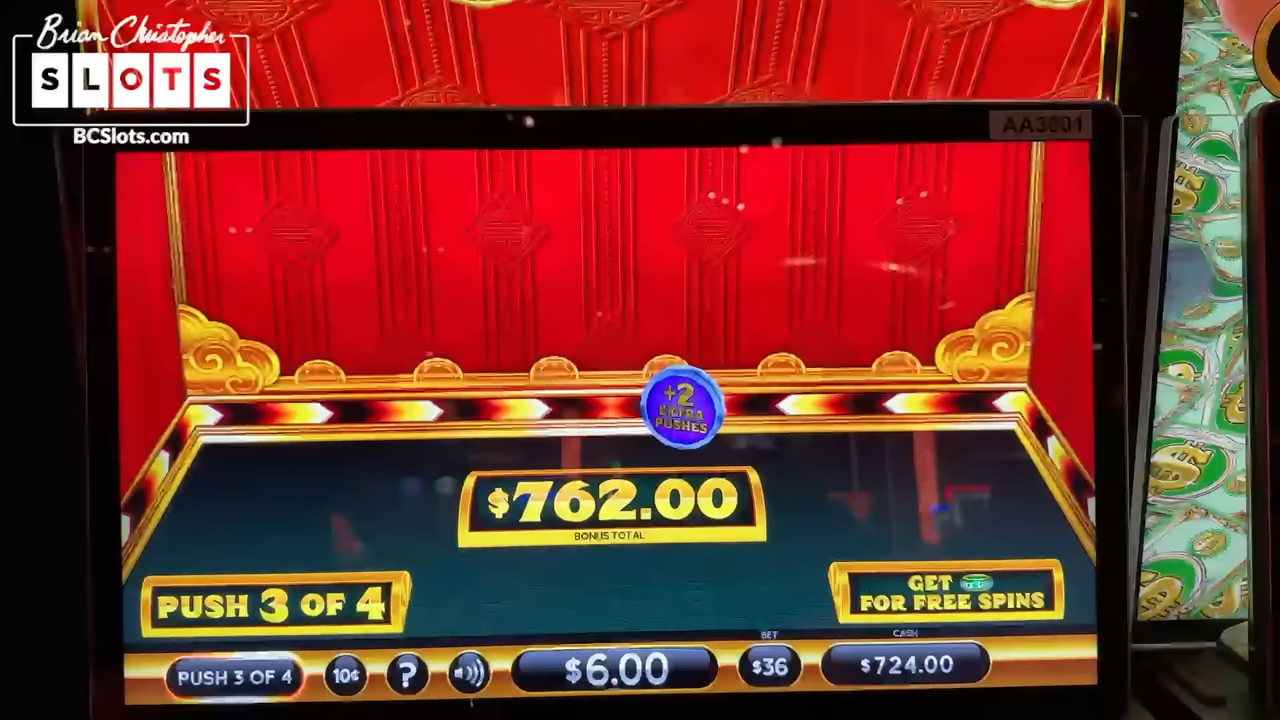 Brian Christopher
SLOTS
BCSlots.com
AA3001
+2
EXTRA
PUSHES
$762.00
BONUS TOTAL
PUSH 3 OF 4
GET
FOR FREE SPINS
BET
CASH
PUSH 3 OF 4
10¢
?
$6.00
$36
$724.00